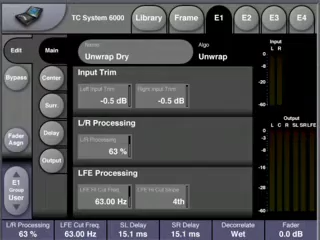 TC System 6000
Library
Frame
E1
E2
E3
E4
Edit
Main
Name:
Unwrap Dry
Algo
Unwrap
Input
L R
Bypass
Center
Input Trim
Left Input Trim
Right Input Trim
-0.5 dB
-0.5 dB
Surr.
L/R Processing
L/R Processing
63 %
Delay
Output
L C R SL SR LFE
Fader
Asgn
Output
LFE Processing
LFE Hi Cut Freq.
LFE Hi Cut Slope
63.00 Hz
4th
E1
Group
User
L/R Processing
LFE Cut Freq.
SL Delay
SR Delay
Decorrelate
Fader
63 %
63.00 Hz
15.1 ms
15.1 ms
Wet
0.0 dB